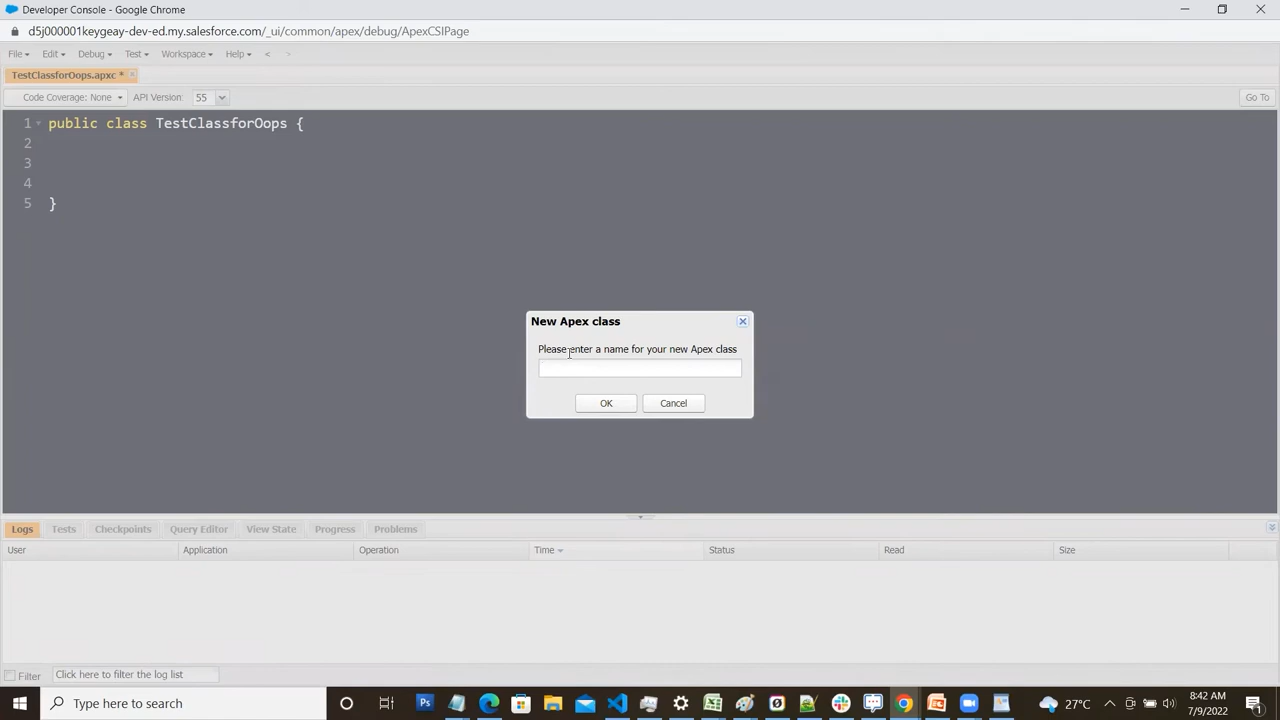 Developer Console - Google Chrome
d5j000001keygeay-dev-ed.my.salesforce.com/_ui/common/apex/debug/ApexCSIPage
File Edit Debug Test Workspace Help < >
TestClassforOops.apxc *
Code Coverage: None API Version: 55 Go To
1 public class TestClassforOops {
2
3
4
5 }
New Apex class
Please enter a name for your new Apex class
OK Cancel
Logs Tests Checkpoints Query Editor View State Progress Problems
User Application Operation Time Status Read Size
Filter Click here to filter the log list
Type here to search
Ps
27°C
8:42 AM
7/9/2022
1